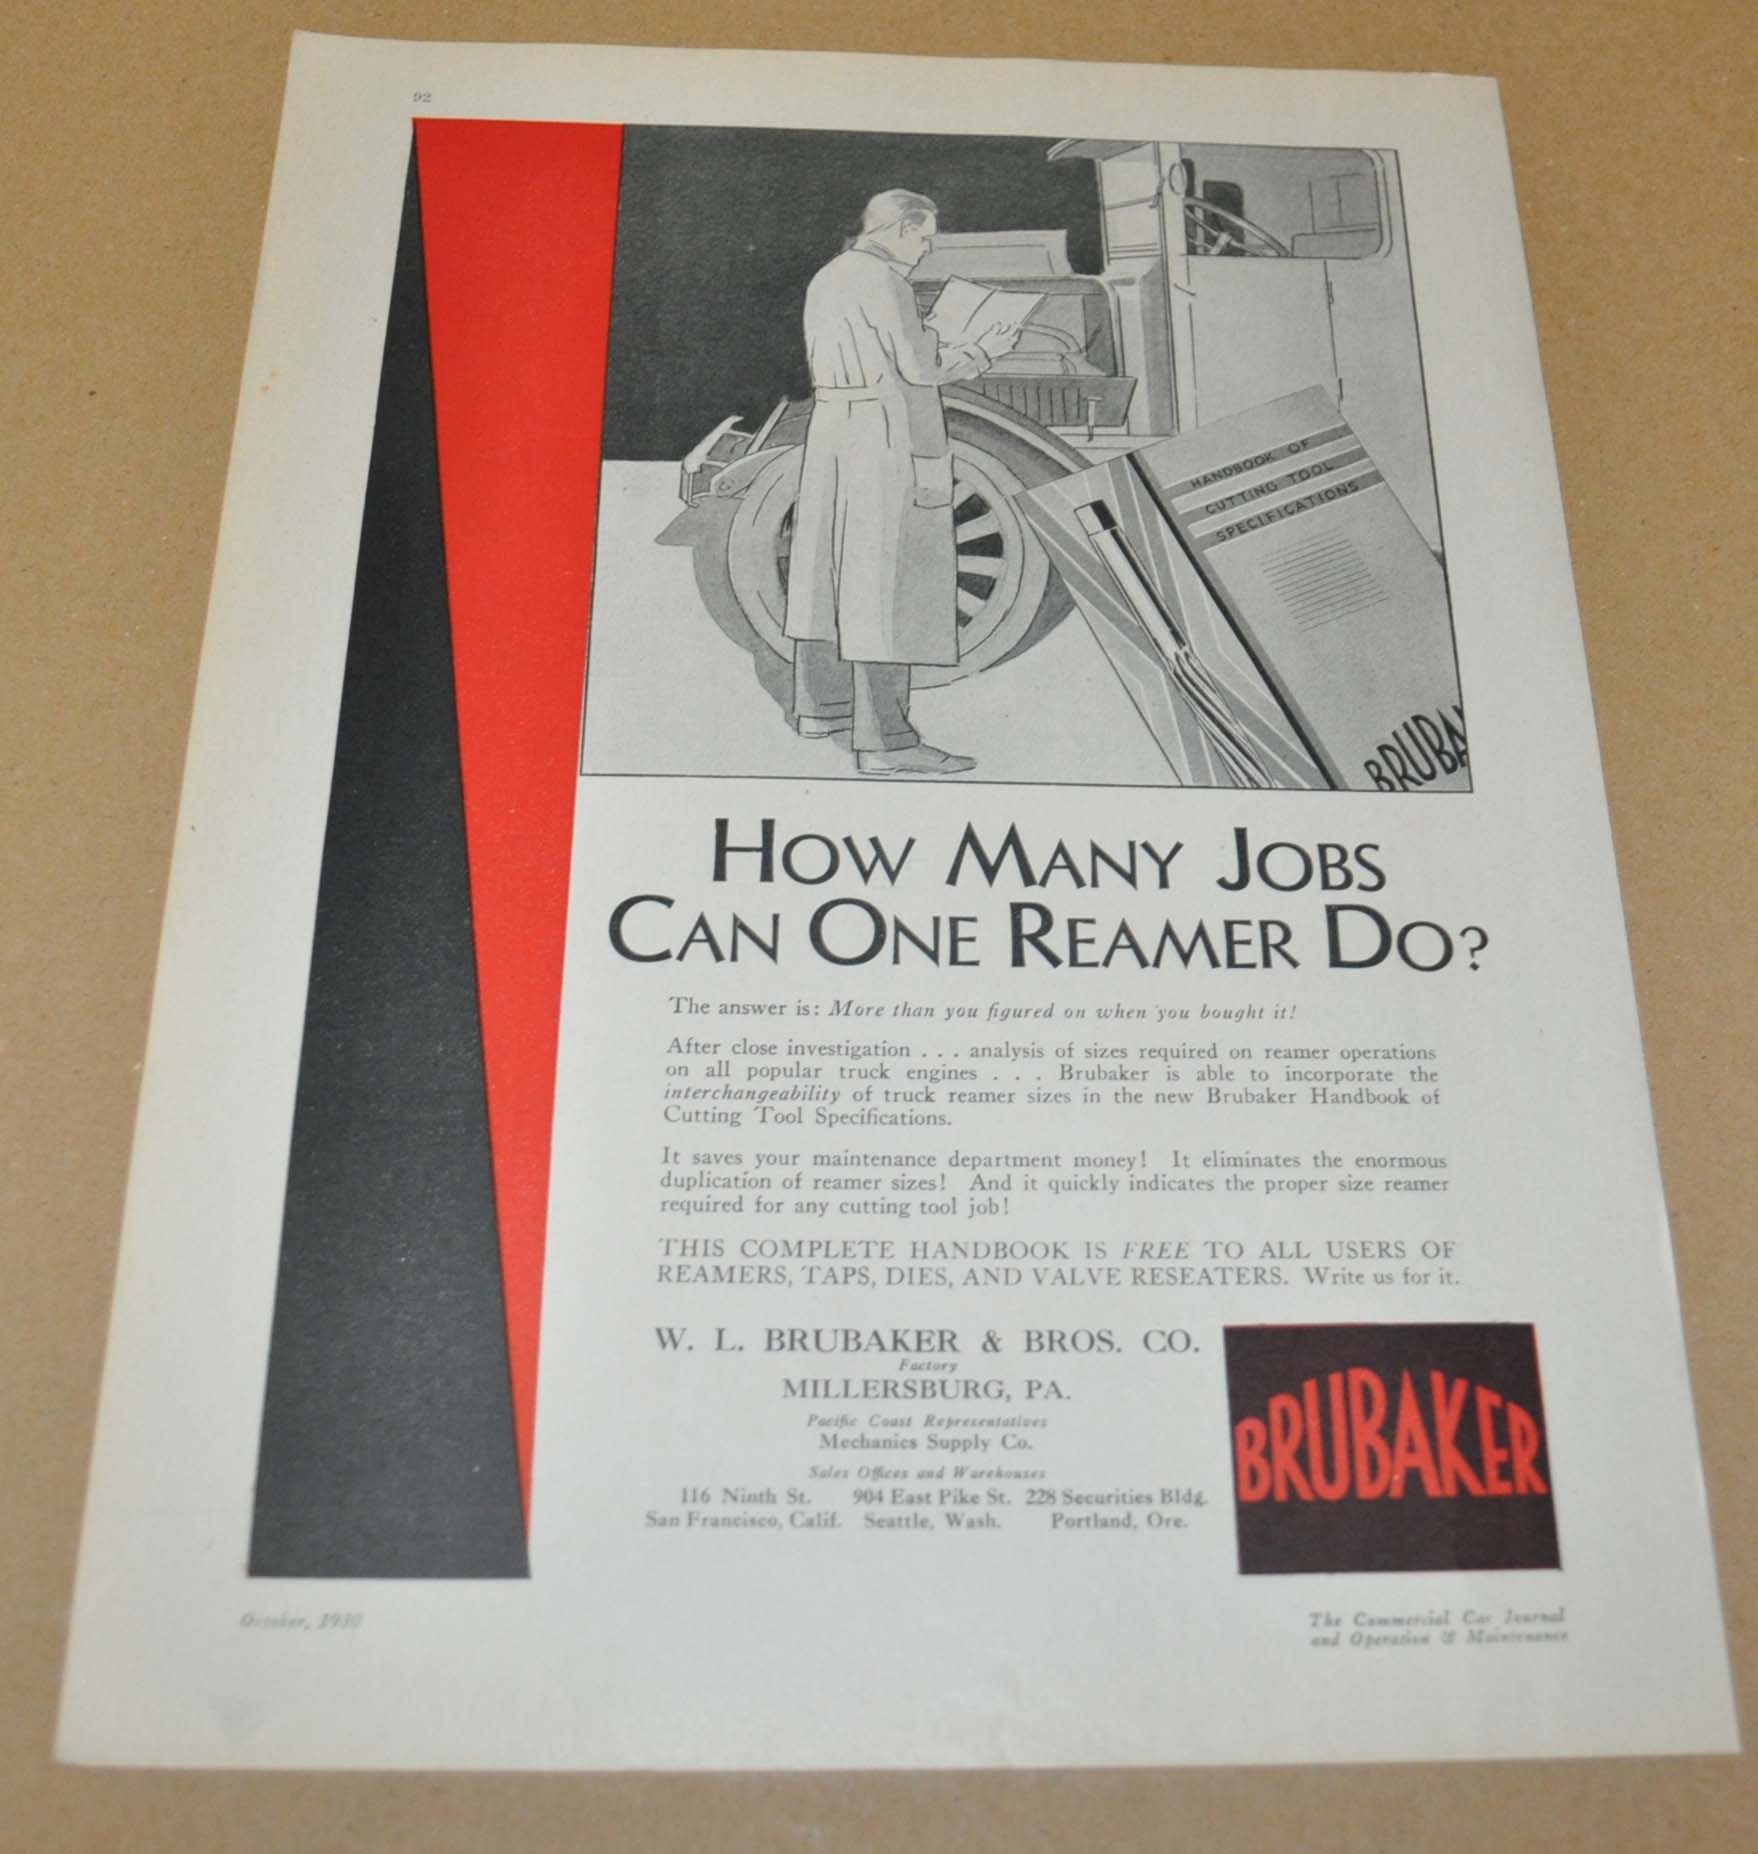 92
HANDBOOK OF
CUTTING TOOL
SPECIFICATIONS
BRUBA
HOW MANY JOBS
CAN ONE REAMER DO?
The answer is: More than you figured on when you bought it!
After close investigation . . . analysis of sizes required on reamer operations
on all popular truck engines . . . Brubaker is able to incorporate the
interchangeability of truck reamer sizes in the new Brubaker Handbook of
Cutting Tool Specifications.
It saves your maintenance department money! It eliminates the enormous
duplication of reamer sizes! And it quickly indicates the proper size reamer
required for any cutting tool job!
THIS COMPLETE HANDBOOK IS FREE TO ALL USERS OF
REAMERS, TAPS, DIES, AND VALVE RESEATERS. Write us for it.
W. L. BRUBAKER & BROS. CO.
Factory
MILLERSBURG, PA.
Pacific Coast Representatives
Mechanics Supply Co.
Sales Offices and Warehouses
116 Ninth St. 904 East Pike St. 228 Securities Bldg.
San Francisco, Calif. Seattle, Wash. Portland, Ore.
BRUBAKER
October, 1930
The Commercial Car Journal
and Operation & Maintenance